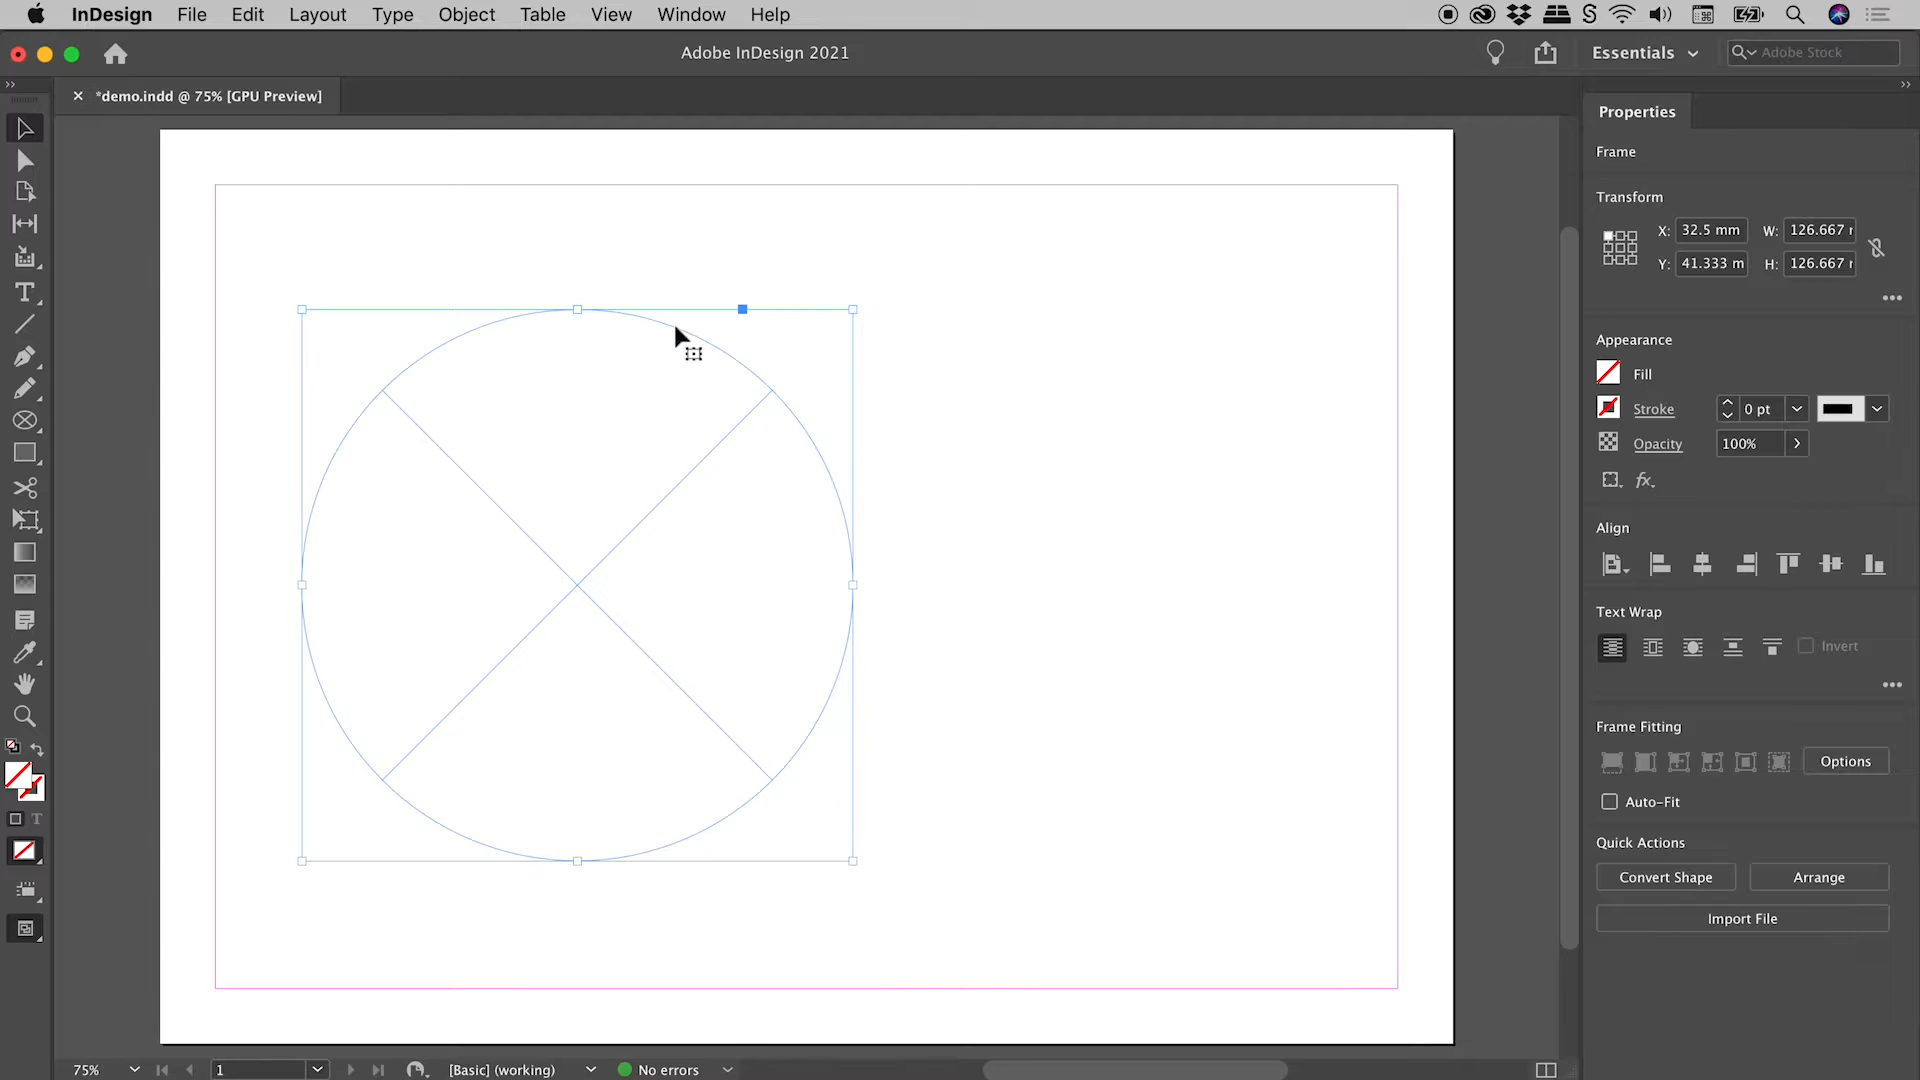 InDesign File Edit Layout Type Object Table View Window Help
Adobe InDesign 2021
Essentials
Adobe Stock
*demo.indd @ 75% [GPU Preview]
Properties
Frame
Transform
X: 32.5 mm W: 126.667 r
Y: 41.333 m H: 126.667 r
Appearance
Fill
Stroke 0 pt
Opacity 100%
fx.
Align
Text Wrap
Invert
Frame Fitting
Options
Auto-Fit
Quick Actions
Convert Shape Arrange
Import File
75% 1 [Basic] (working) No errors